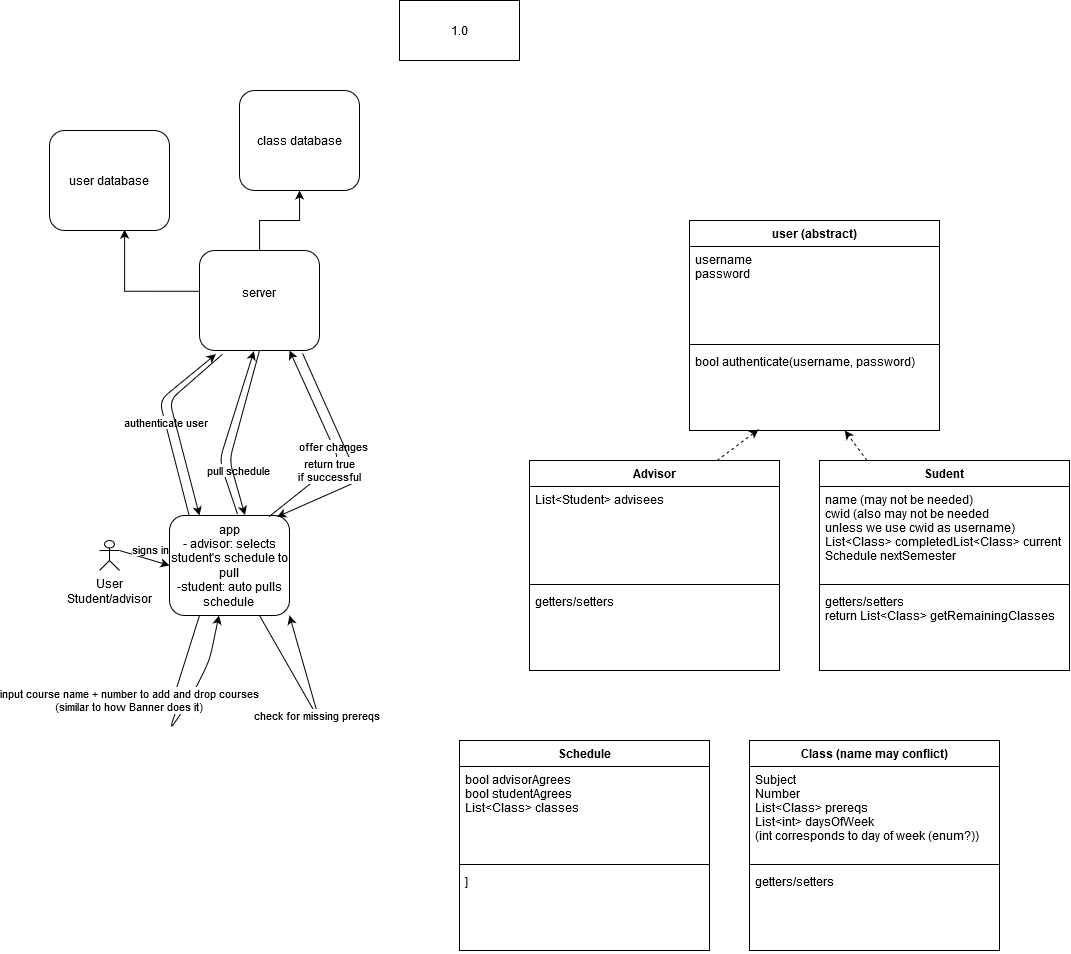 1.0
class database
user database
server
authenticate user
pull schedule
offer changes
return true
if successful
app
- advisor: selects
student's schedule to
pull
-student: auto pulls
schedule
signs in
User
Student/advisor
input course name + number to add and drop courses
(similar to how Banner does it)
check for missing prereqs
user (abstract)
username
password
bool authenticate(username, password)
Advisor
List<Student> advisees
getters/setters
Sudent
name (may not be needed)
cwid (also may not be needed
unless we use cwid as username)
List<Class> completedList<Class> current
Schedule nextSemester
getters/setters
return List<Class> getRemainingClasses
Schedule
bool advisorAgrees
bool studentAgrees
List<Class> classes
]
Class (name may conflict)
Subject
Number
List<Class> prereqs
List<int> daysOfWeek
(int corresponds to day of week (enum?))
getters/setters